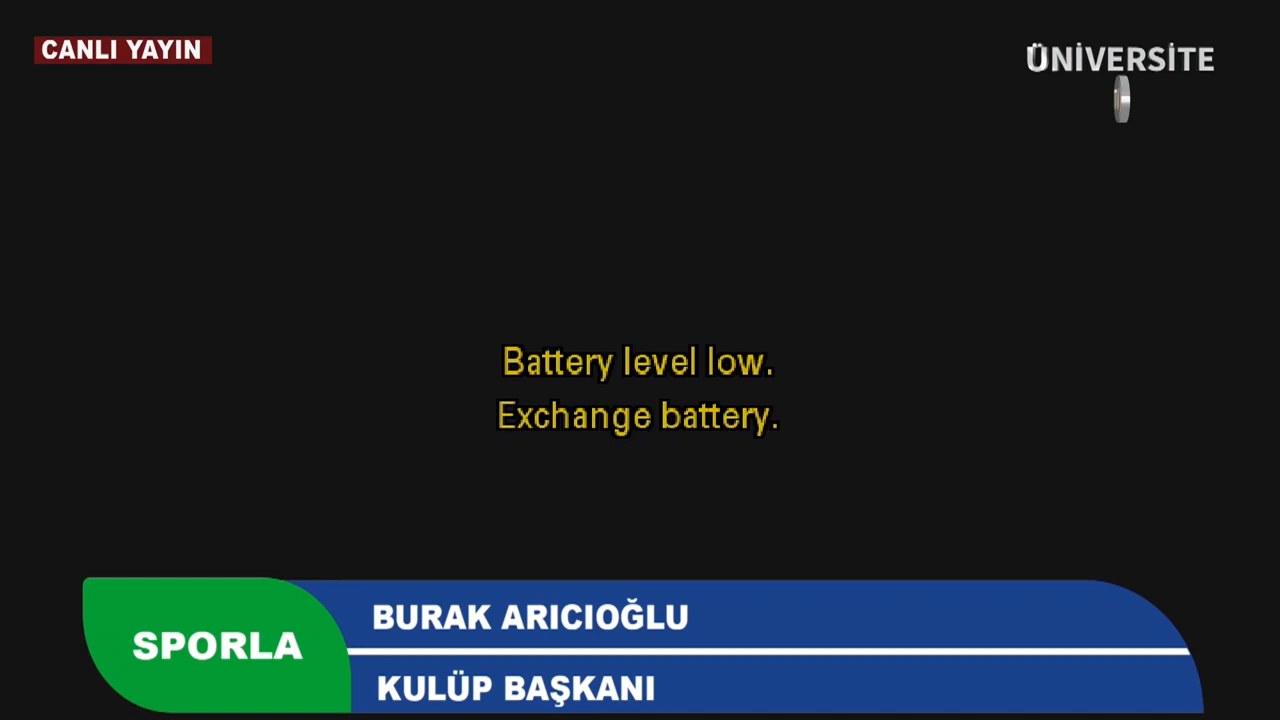 CANLI YAYIN
ÜNİVERSİTE
Battery level low.
Exchange battery.
SPORLA
BURAK ARICIOĞLU
KULÜP BAŞKANI